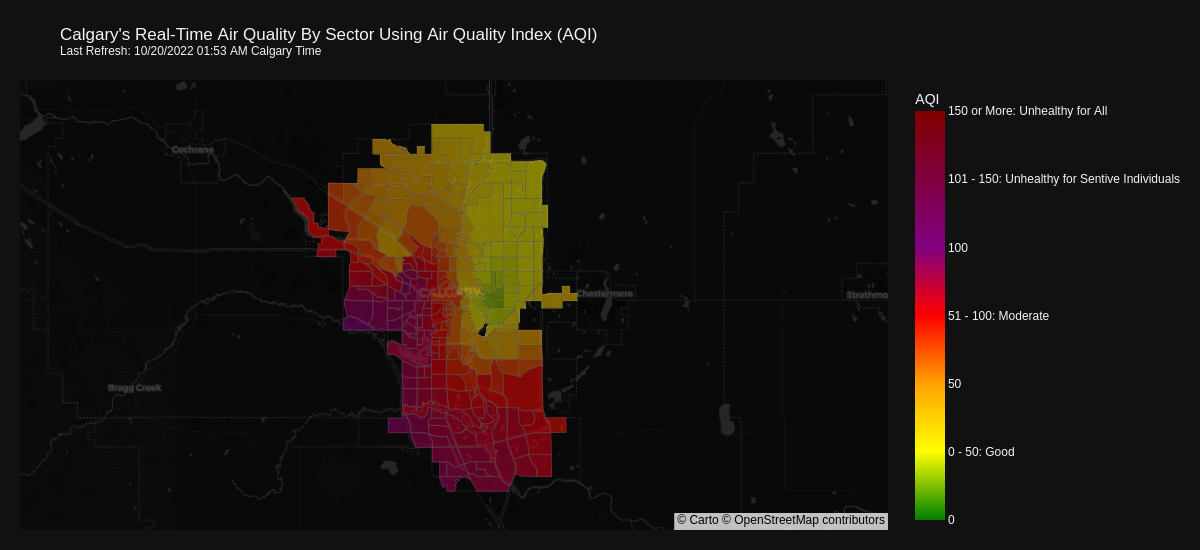 Calgary's Real-Time Air Quality By Sector Using Air Quality Index (AQI)
Last Refresh: 10/20/2022 01:53 AM Calgary Time
AQI
150 or More: Unhealthy for All
Cochrane
101 - 150: Unhealthy for Sentive Individuals
100
CALGARY
Chestermere
Strathmo
51 - 100: Moderate
Bragg Creek
50
0 - 50: Good
© Carto © OpenStreetMap contributors
0